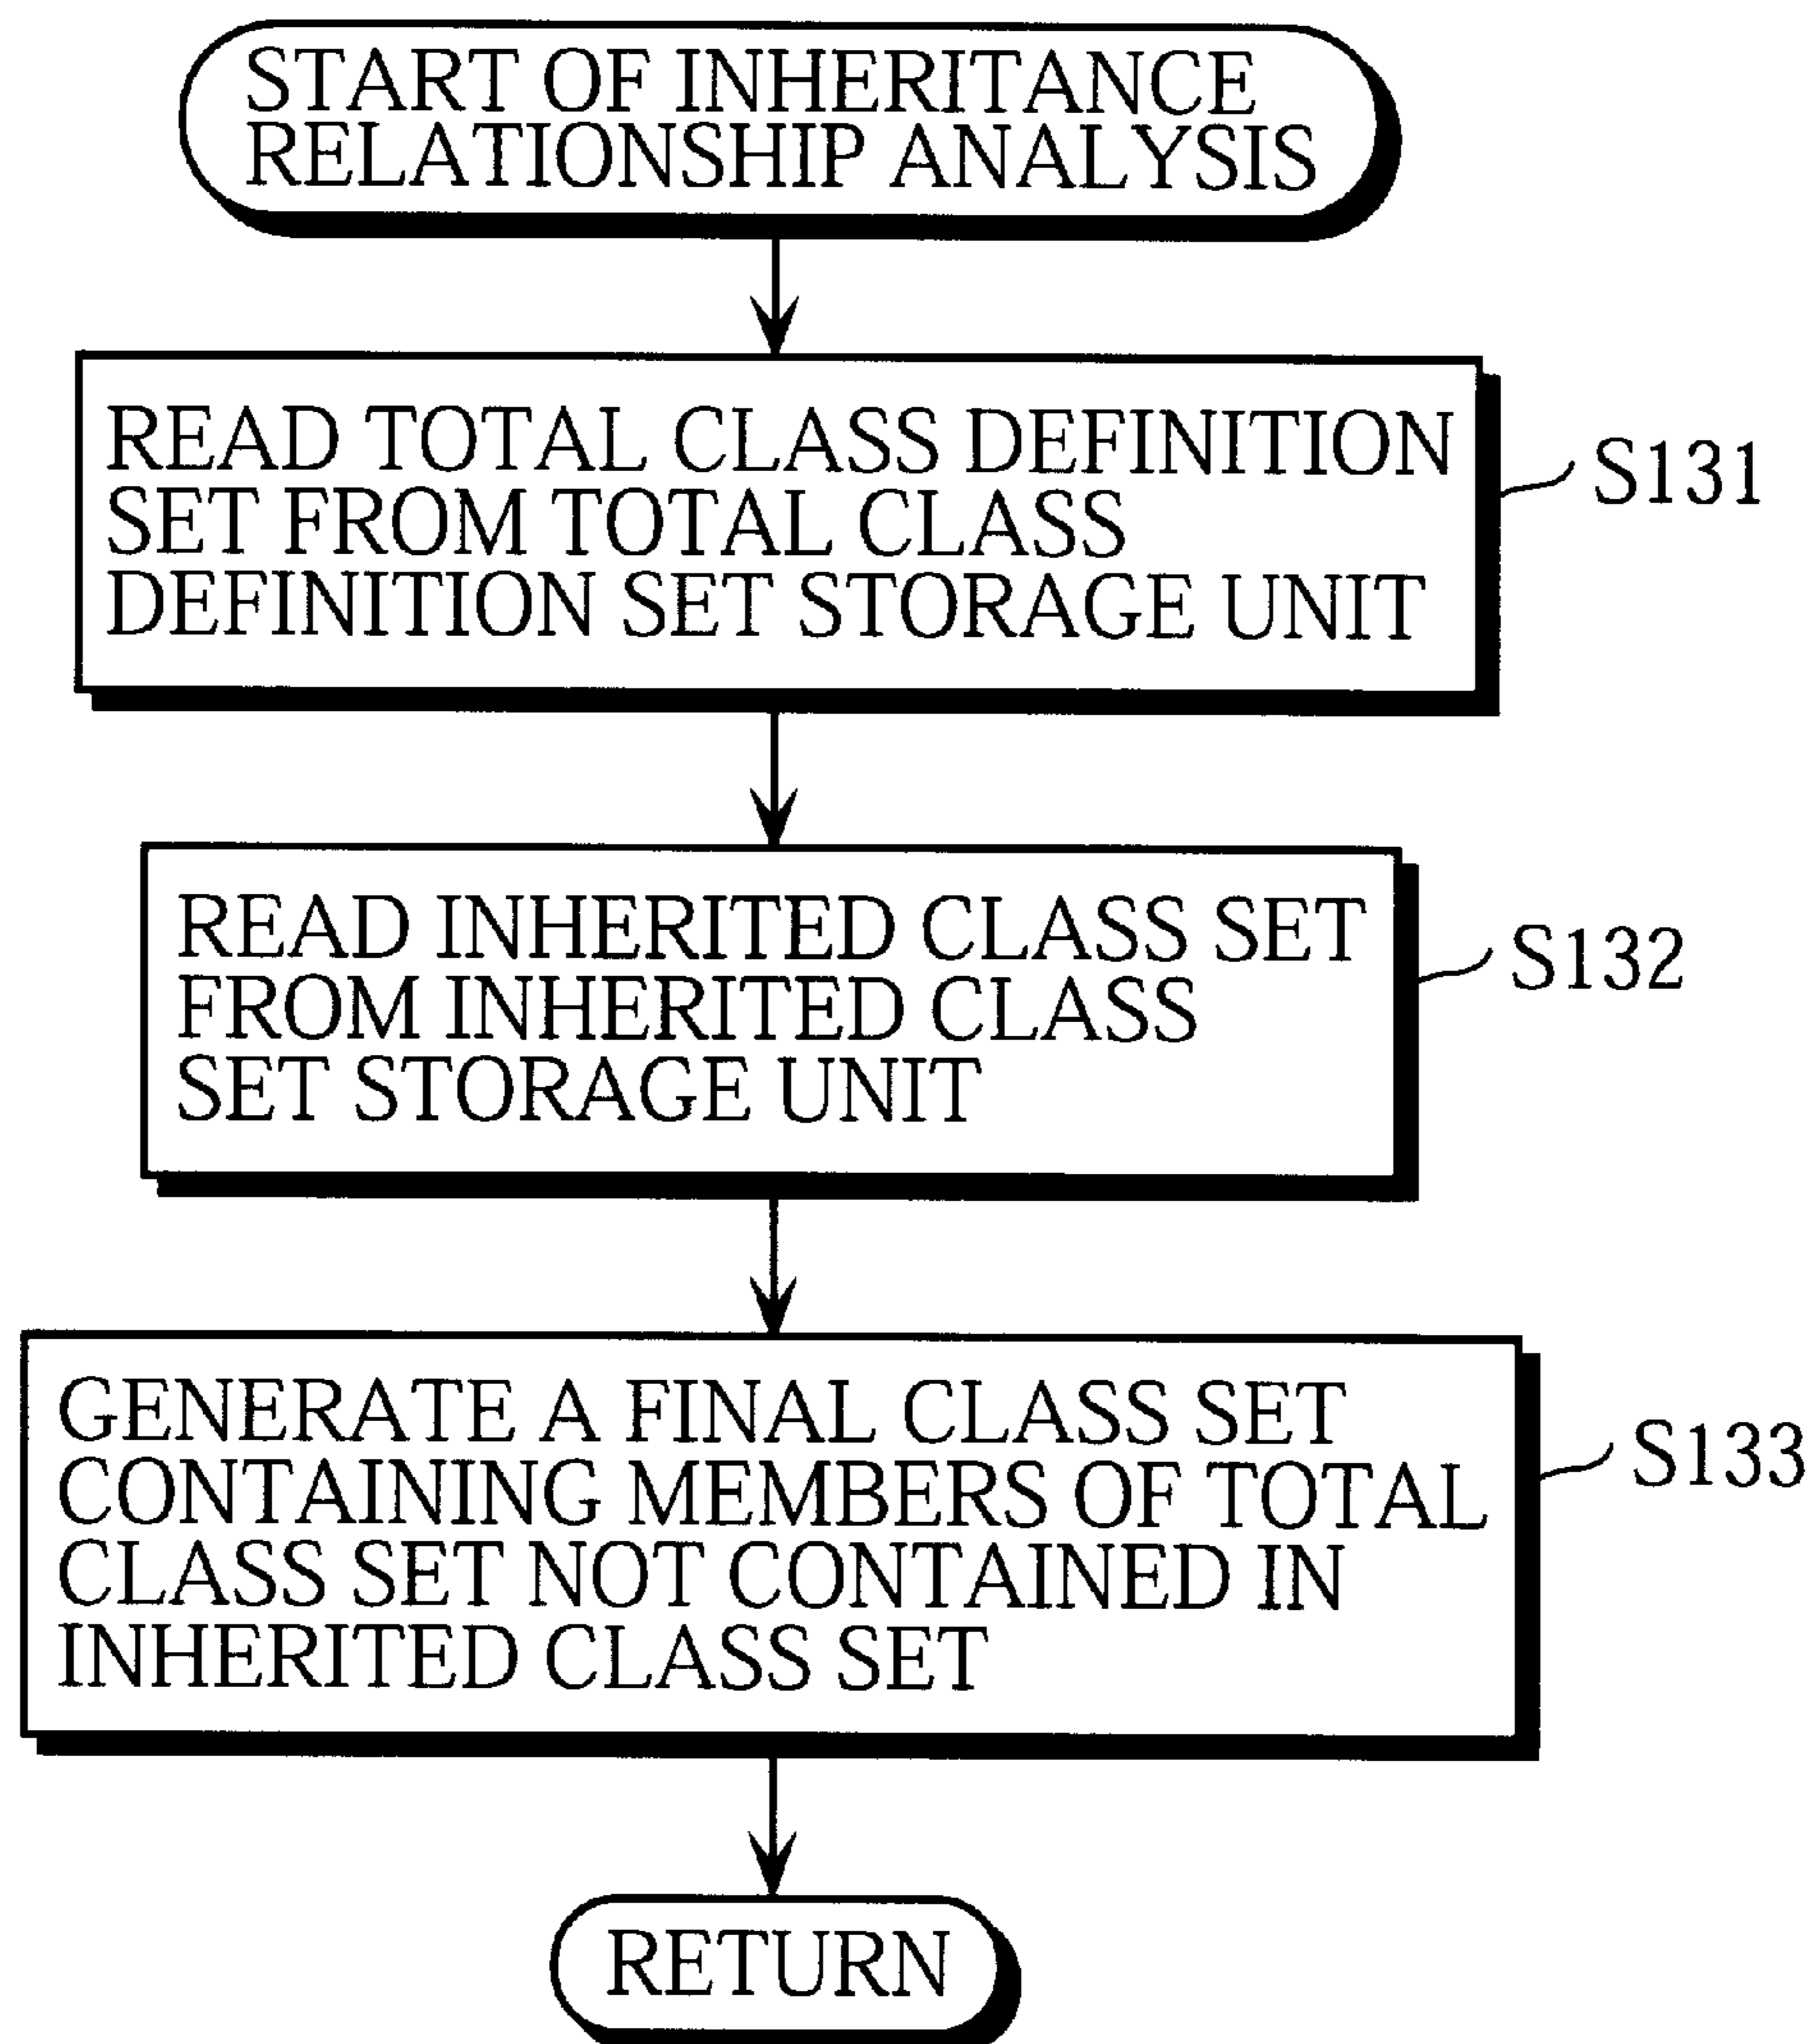 START OF INHERITANCE
RELATIONSHIP ANALYSIS
READ TOTAL CLASS DEFINITION
SET FROM TOTAL CLASS
DEFINITION SET STORAGE UNIT
S131
READ INHERITED CLASS SET
FROM INHERITED CLASS
SET STORAGE UNIT
S132
GENERATE A FINAL CLASS SET
CONTAINING MEMBERS OF TOTAL
CLASS SET NOT CONTAINED IN
INHERITED CLASS SET
S133
RETURN